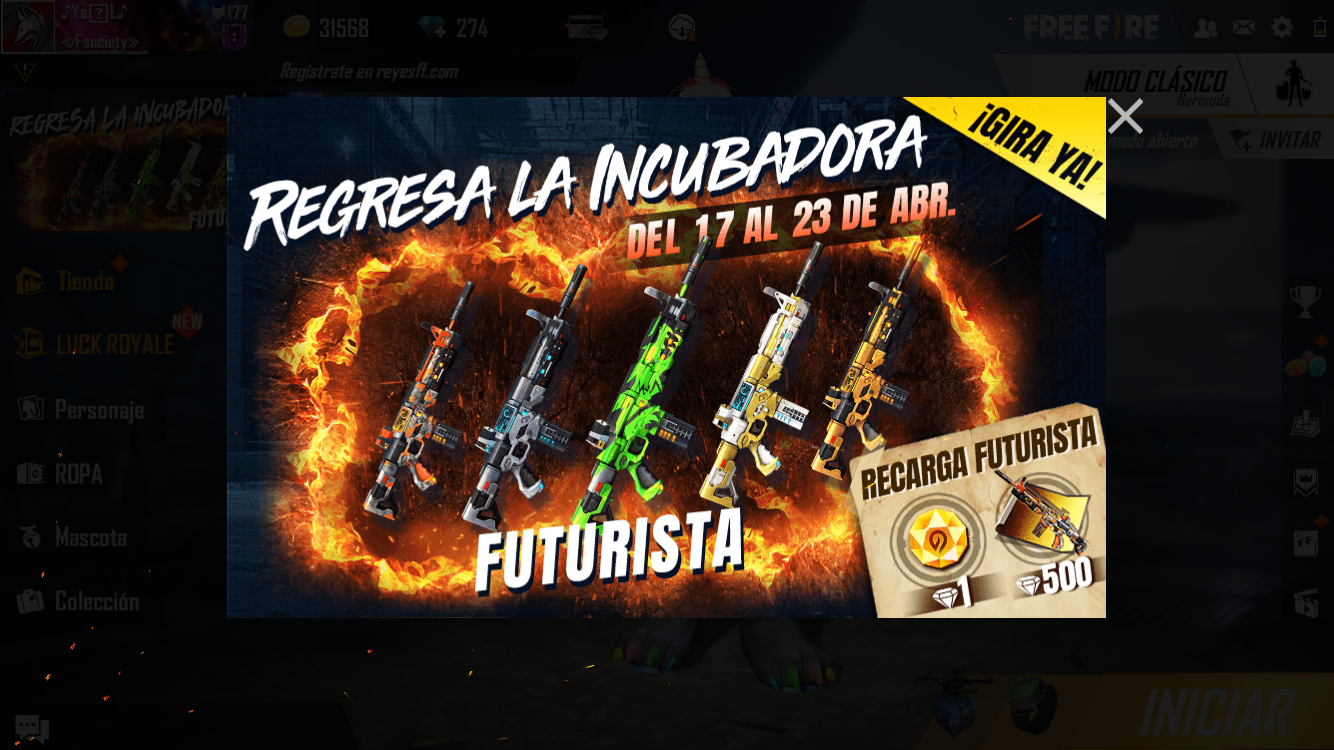 ♪Y⍰L♪
177
31568
274
FREE FIRE
≪Fsociety≫
Regístrate en reyesff.com
MODO CLÁSICO
Bermuda
modo abierto
INVITAR
REGRESA LA INCUBADORA
FUTU
¡GIRA YA!
REGRESA LA INCUBADORA
DEL 17 AL 23 DE ABR.
FUTURISTA
RECARGA FUTURISTA
1
500
Tienda
NEW
LUCK ROYALE
Personaje
ROPA
Mascota
Colección
FF
INICIAR